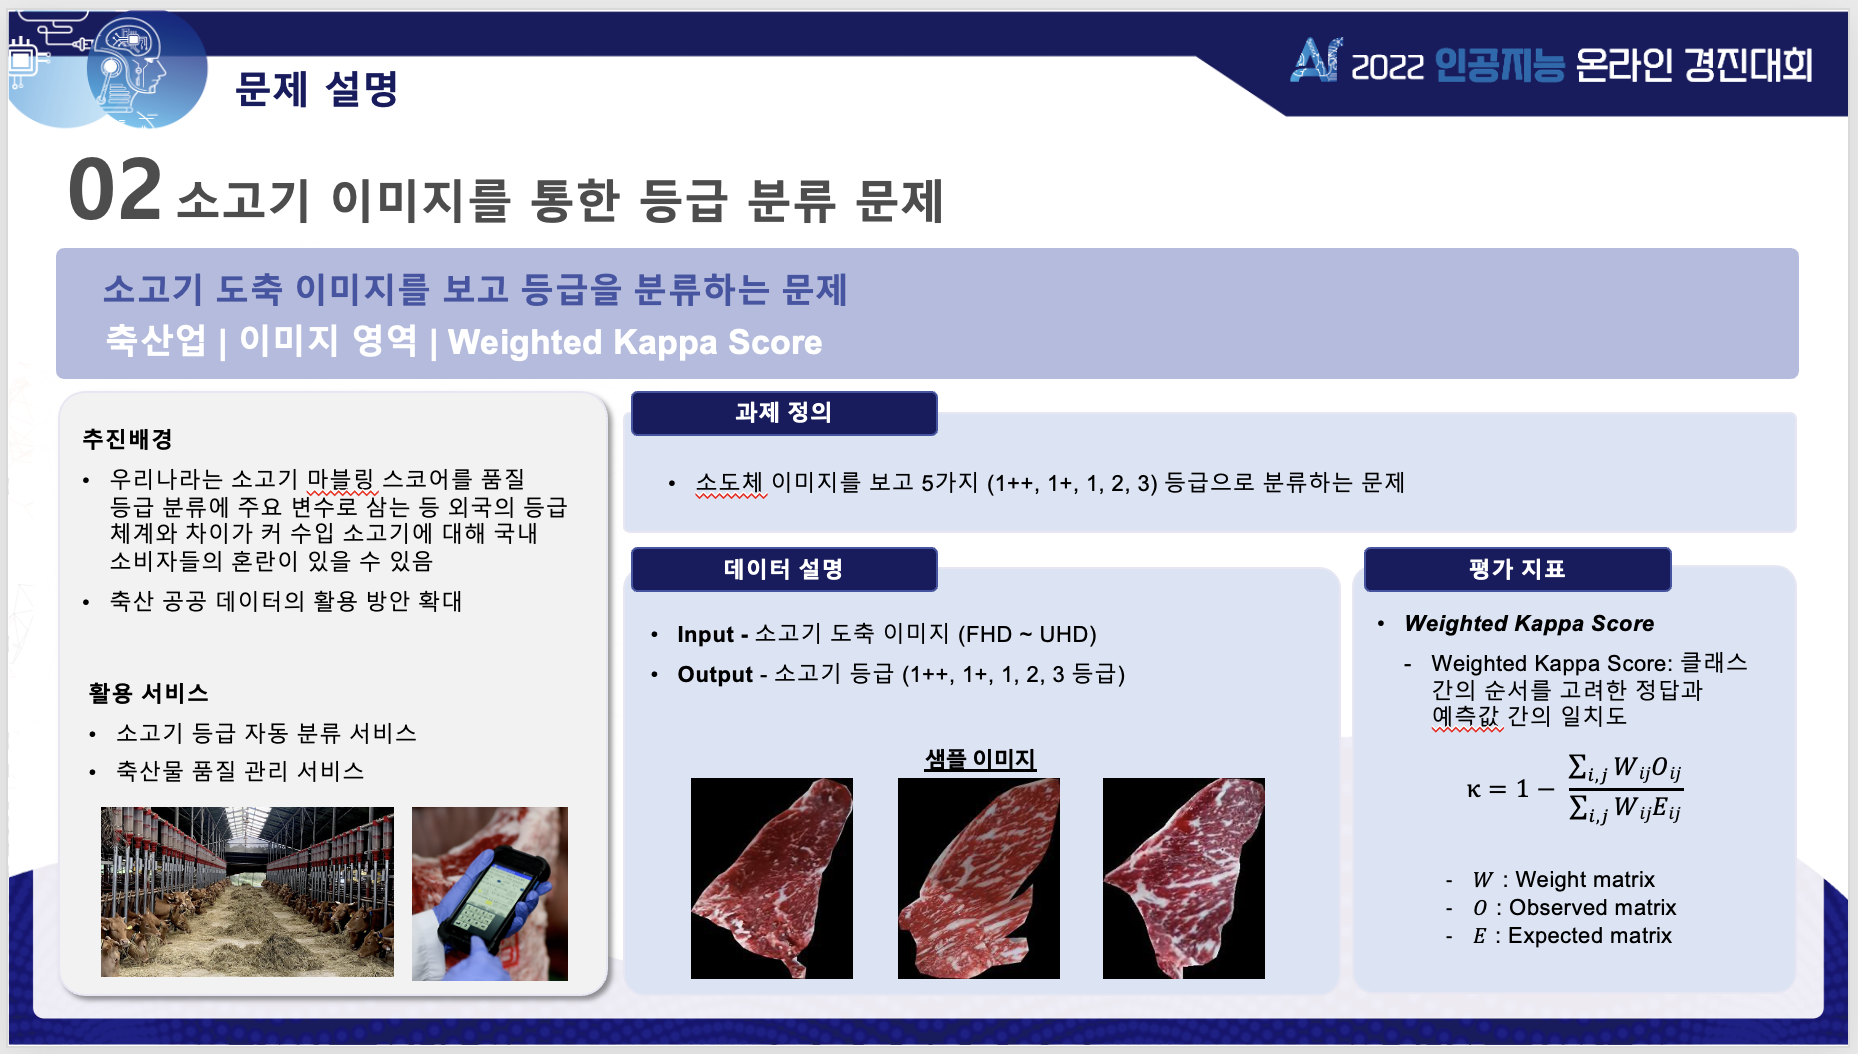 문제 설명
AI 2022 인공지능 온라인 경진대회
02 소고기 이미지를 통한 등급 분류 문제
소고기 도축 이미지를 보고 등급을 분류하는 문제
축산업 | 이미지 영역 | Weighted Kappa Score
추진배경
• 우리나라는 소고기 마블링 스코어를 품질
등급 분류에 주요 변수로 삼는 등 외국의 등급
체계와 차이가 커 수입 소고기에 대해 국내
소비자들의 혼란이 있을 수 있음
• 축산 공공 데이터의 활용 방안 확대
활용 서비스
• 소고기 등급 자동 분류 서비스
• 축산물 품질 관리 서비스
과제 정의
• 소도체 이미지를 보고 5가지 (1++, 1+, 1, 2, 3) 등급으로 분류하는 문제
데이터 설명
• Input - 소고기 도축 이미지 (FHD ~ UHD)
• Output - 소고기 등급 (1++, 1+, 1, 2, 3 등급)
샘플 이미지
평가 지표
• Weighted Kappa Score
- Weighted Kappa Score: 클래스
간의 순서를 고려한 정답과
예측값 간의 일치도
κ = 1 − ∑i,j WijOij / ∑i,j WijEij
- W : Weight matrix
- O : Observed matrix
- E : Expected matrix